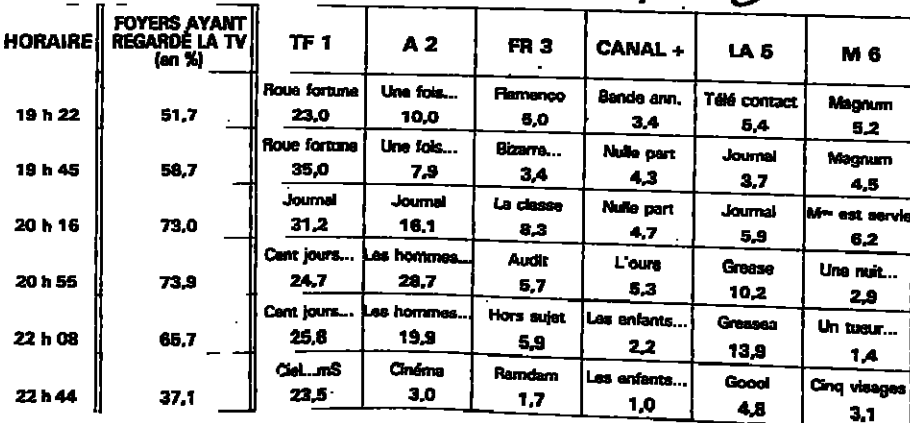 HORAIRE FOYERS AYANT REGARDÉ LA TV (en %) TF 1 A 2 FR 3 CANAL + LA 5 M 6
Roue fortune Une fois... Flamenco Bande ann. Télé contact Magnum
19 h 22 51,7 23,0 10,0 5,0 3,4 5,4 5,2
Roue fortune Une fois... Bizarre... Nulle part Journal Magnum
19 h 45 58,7 35,0 7,9 3,4 4,3 3,7 4,5
Journal Journal La classe Nulle part Journal Mme est servie
20 h 16 73,0 31,2 16,1 8,3 4,7 5,9 6,2
Cent jours... Les hommes... Audit L'ours Grease Une nuit...
20 h 55 73,9 24,7 28,7 5,7 5,3 10,2 2,9
Cent jours... Les hommes... Hors sujet Les enfants... Greasea Un tueur...
22 h 08 65,7 25,8 19,9 5,9 2,2 13,9 1,4
Ciel...mS Cinéma Ramdam Les enfants... Goool Cinq visages
22 h 44 37,1 23,5 3,0 1,7 1,0 4,8 3,1